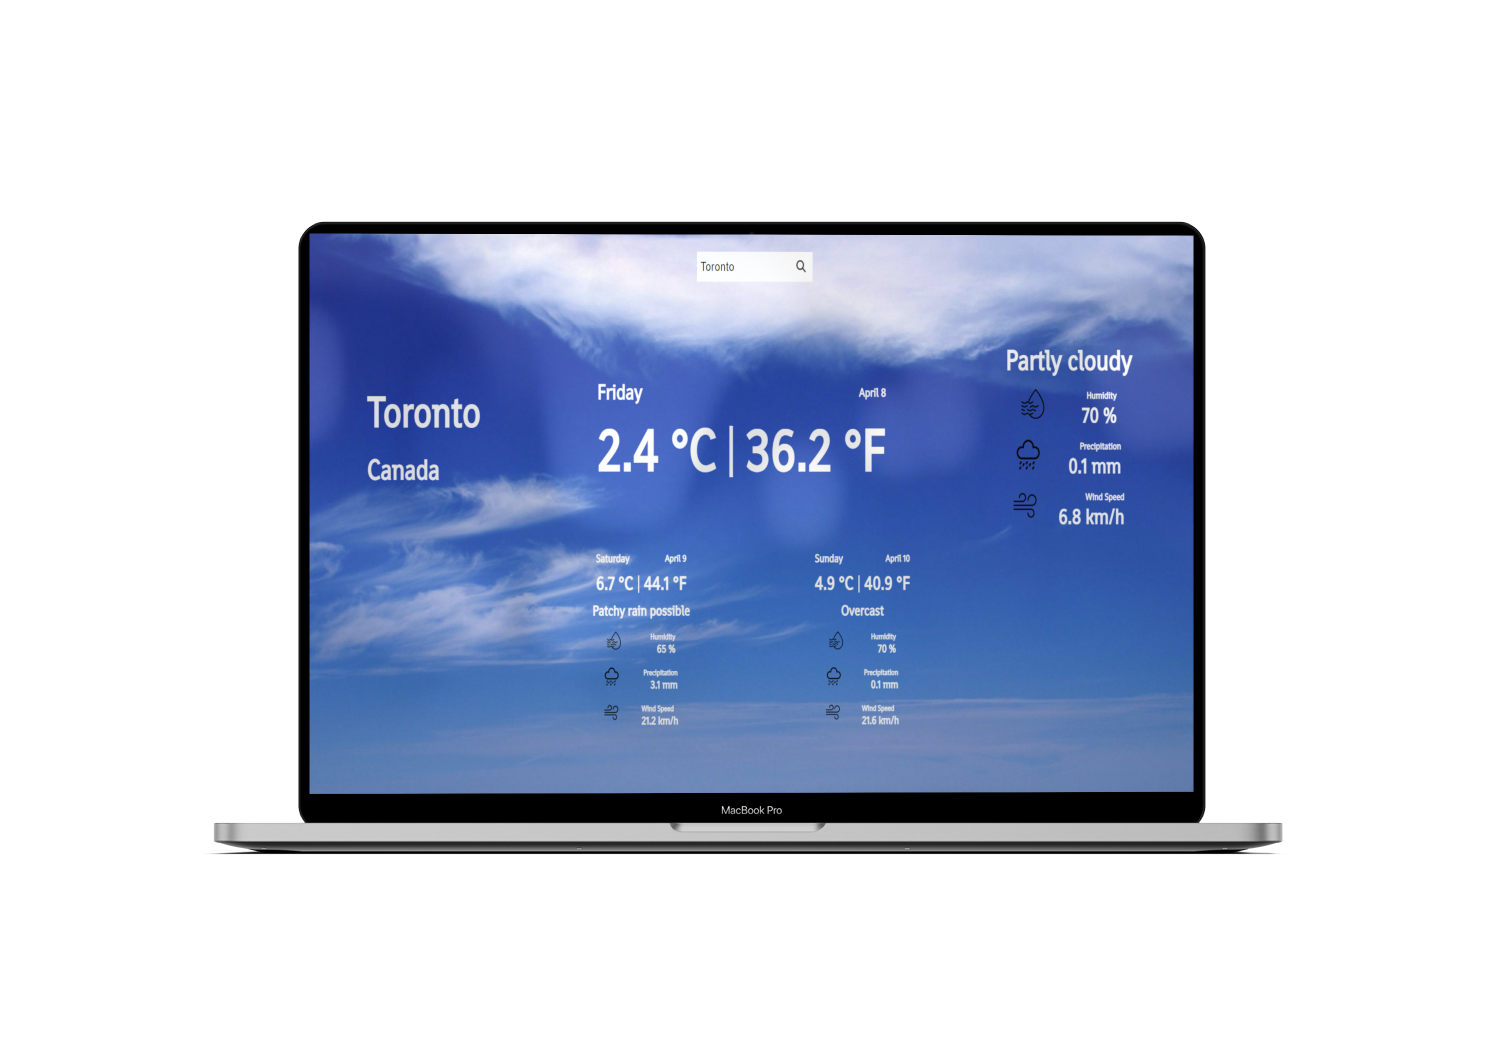 Toronto
Toronto
Canada
Friday
April 8
2.4 °C | 36.2 °F
Partly cloudy
Humidity
70 %
Precipitation
0.1 mm
Wind Speed
6.8 km/h
Saturday
April 9
6.7 °C | 44.1 °F
Patchy rain possible
Humidity
65 %
Precipitation
3.1 mm
Wind Speed
21.2 km/h
Sunday
April 10
4.9 °C | 40.9 °F
Overcast
Humidity
70 %
Precipitation
0.1 mm
Wind Speed
21.6 km/h
MacBook Pro